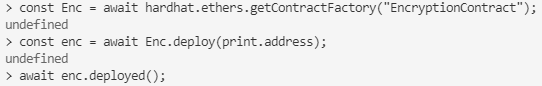 > const Enc = await hardhat.ethers.getContractFactory("EncryptionContract");
undefined
> const enc = await Enc.deploy(print.address);
undefined
> await enc.deployed();